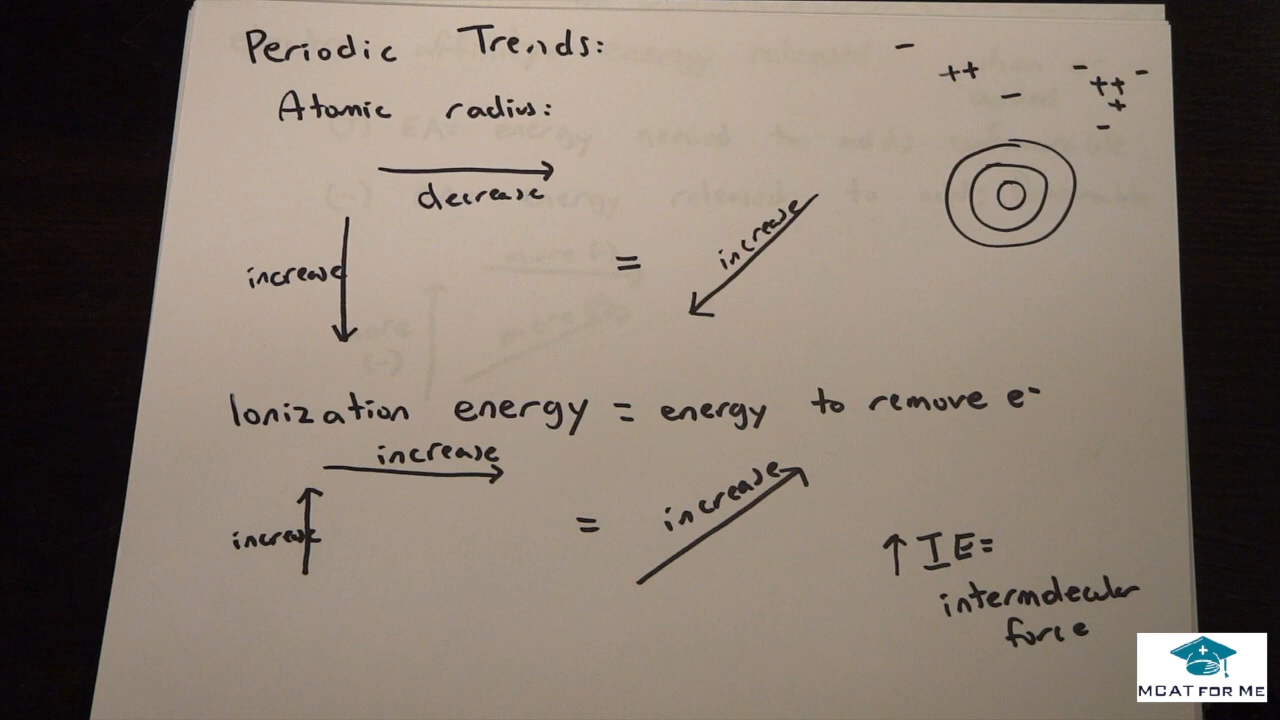 Periodic Trends:
Atomic radius:
decrease
increase
=
increase
Ionization energy = energy to remove e⁻
increase
increase
=
increase
↑ IE =
intermolecular
force
- 
++
-
- ++ -
+
-
MCAT FOR ME